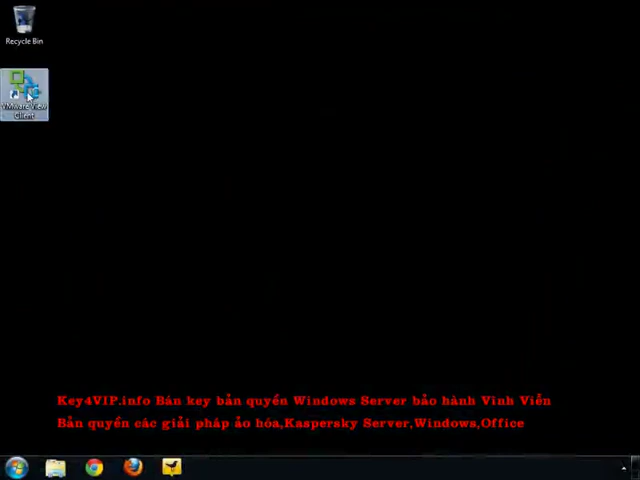 Recycle Bin
VMware View
Client
Key4VIP.info Bán key bản quyền Windows Server bảo hành Vĩnh Viễn
Bản quyền các giải pháp ảo hóa,Kaspersky Server,Windows,Office